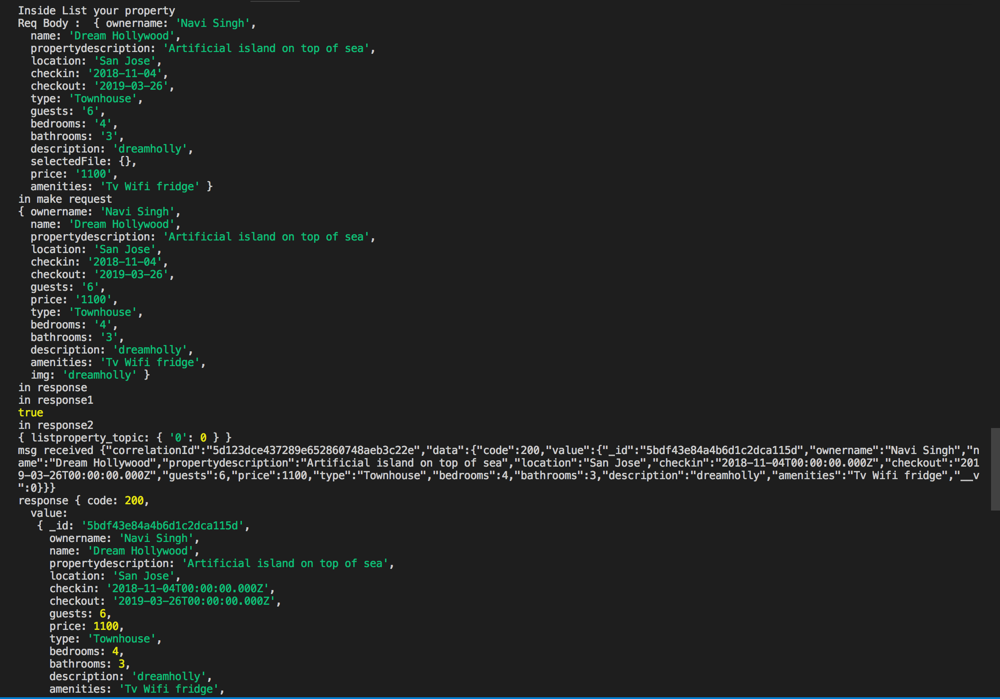 Inside List your property
Req Body :  { ownername: 'Navi Singh',
  name: 'Dream Hollywood',
  propertydescription: 'Artificial island on top of sea',
  location: 'San Jose',
  checkin: '2018-11-04',
  checkout: '2019-03-26',
  type: 'Townhouse',
  guests: '6',
  bedrooms: '4',
  bathrooms: '3',
  description: 'dreamholly',
  selectedFile: {},
  price: '1100',
  amenities: 'Tv Wifi fridge' }
in make request
{ ownername: 'Navi Singh',
  name: 'Dream Hollywood',
  propertydescription: 'Artificial island on top of sea',
  location: 'San Jose',
  checkin: '2018-11-04',
  checkout: '2019-03-26',
  guests: '6',
  price: '1100',
  type: 'Townhouse',
  bedrooms: '4',
  bathrooms: '3',
  description: 'dreamholly',
  amenities: 'Tv Wifi fridge',
  img: 'dreamholly' }
in response
in response1
true
in response2
{ listproperty_topic: { '0': 0 } }
msg received {"correlationId":"5d123dce437289e652860748aeb3c22e","data":{"code":200,"value":{"_id":"5bdf43e84a4b6d1c2dca115d","ownername":"Navi Singh","n
ame":"Dream Hollywood","propertydescription":"Artificial island on top of sea","location":"San Jose","checkin":"2018-11-04T00:00:00.000Z","checkout":"201
9-03-26T00:00:00.000Z","guests":6,"price":1100,"type":"Townhouse","bedrooms":4,"bathrooms":3,"description":"dreamholly","amenities":"Tv Wifi fridge","__v
":0}}}
response { code: 200,
  value:
   { _id: '5bdf43e84a4b6d1c2dca115d',
     ownername: 'Navi Singh',
     name: 'Dream Hollywood',
     propertydescription: 'Artificial island on top of sea',
     location: 'San Jose',
     checkin: '2018-11-04T00:00:00.000Z',
     checkout: '2019-03-26T00:00:00.000Z',
     guests: 6,
     price: 1100,
     type: 'Townhouse',
     bedrooms: 4,
     bathrooms: 3,
     description: 'dreamholly',
     amenities: 'Tv Wifi fridge',